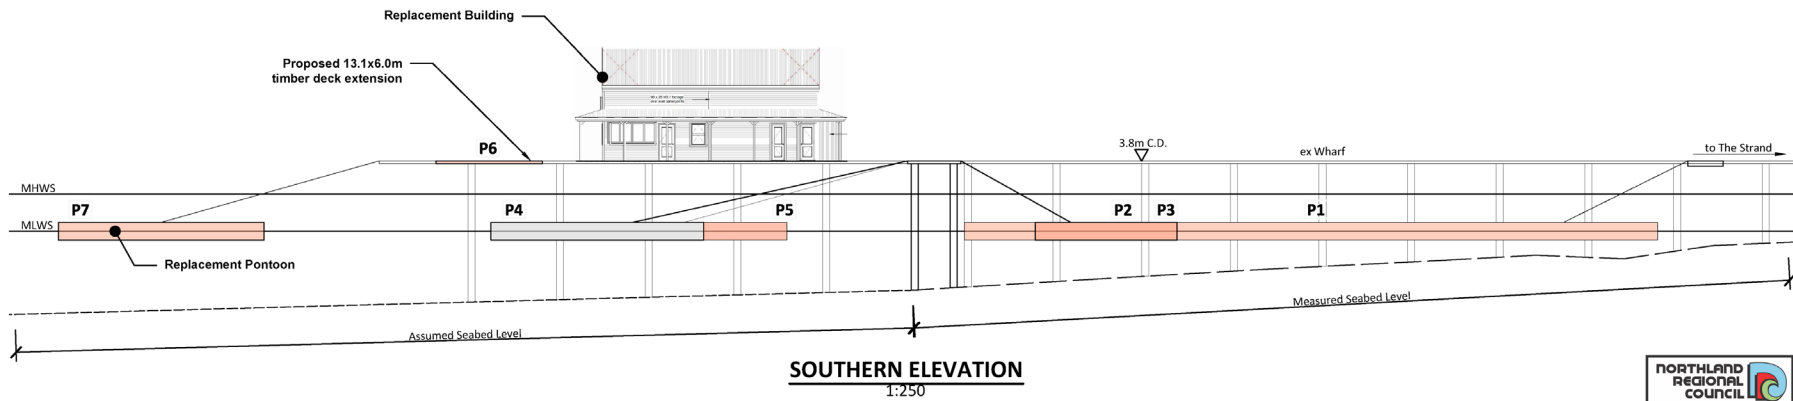 Replacement Building
Proposed 13.1x6.0m
timber deck extension
P6
3.8m C.D.
ex Wharf
to The Strand
MHWS
P7
P4
P5
P2
P3
P1
MLWS
Replacement Pontoon
Measured Seabed Level
Assumed Seabed Level
SOUTHERN ELEVATION
1:250
NORTHLAND
REGIONAL
COUNCIL